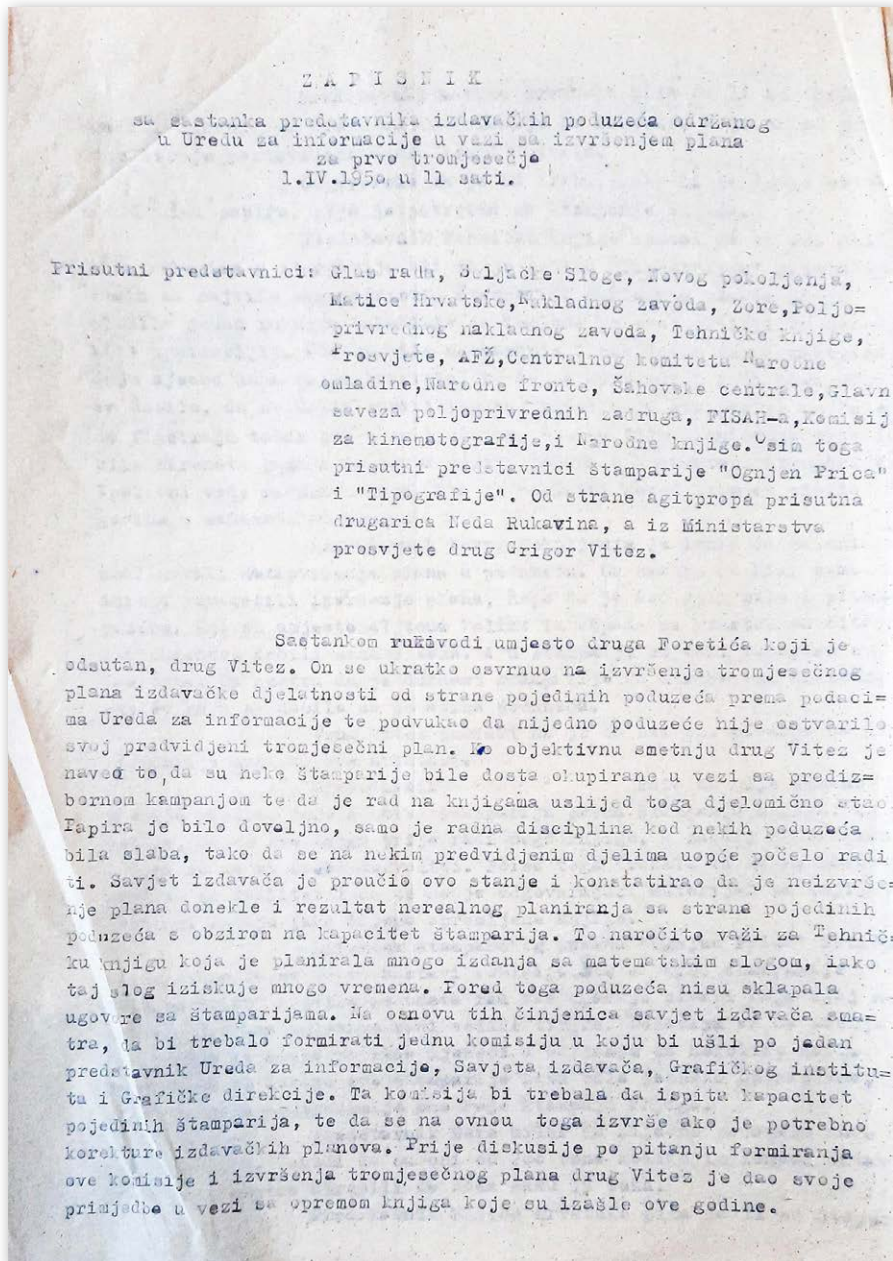 ZAPISNIK
sa sastanka predstavnika izdavačkih poduzeća održanog
u Uredu za informacije u vezi sa izvršenjem plana
za prvo tromjesečje
1.IV.195o u 11 sati.
Prisutni predstavnici: Glas rada, Seljačke Sloge, Novog pokoljenja,
Matice Hrvatske,Nakladnog zavoda, Zore,Poljo=
privrednog nakladnog zavoda, Tehničke knjige,
Prosvjete, AFŽ,Centralnog komiteta Narodne
omladine,Narodne fronte, Šahovske centrale,Glavn
saveza poljoprivrednih zadruga, FISAH-a,Komisij
za kinematografije,i Narodne knjige.Osim toga
prisutni predstavnici štamparije "Ognjen Prica"
i "Tipografije". Od strane agitpropa prisutna
drugarica Neda Rukavina, a iz Ministarstva
prosvjete drug Grigor Vitez.
Sastankom rukivodi umjesto druga Foretića koji je
odsutan, drug Vitez. On se ukratko osvrnuo na izvršenje tromjesečnog
plana izdavačke djelatnosti od strane pojedinih poduzeća prema podaci=
ma Ureda za informacije te podvukao da nijedno poduzeće nije ostvarilo
svoj predvidjeni tromjesečni plan. Ko objektivnu smetnju drug Vitez je
naveo to,da su neke štamparije bile dosta okupirane u vezi sa prediz=
bornom kampanjom te da je rad na knjigama uslijed toga djelomično stao.
Papira je bilo dovoljno, samo je radna disciplina kod nekih poduzeća
bila slaba, tako da se na nekim predvidjenim djelima uopće počelo radi
ti. Savjet izdavača je proučio ovo stanje i konstatirao da je neizvrše=
nje plana donekle i rezultat nerealnog planiranja sa strane pojedinih
poduzeća s obzirom na kapacitet štamparija. To naročito važi za Tehnič=
ku knjigu koja je planirala mnogo izdanja sa matematskim slogom, iako
taj slog iziskuje mnogo vremena. Pored toga poduzeća nisu sklapala
ugovore sa štamparijama. Na osnovu tih činjenica savjet izdavača sma=
tra, da bi trebalo formirati jednu komisiju u koju bi ušli po jedan
predstavnik Ureda za informacije, Savjeta izdavača, Grafičkog institu=
ta i Grafičke direkcije. Ta komisija bi trebala da ispita kapacitet
pojedinih štamparija, te da se na ovnou toga izvrše ako je potrebno
korekture izdavačkih planova. Prije diskusije po pitanju formiranja
ove komisije i izvršenja tromjesečnog plana drug Vitez je dao svoje
primjedbe u vezi sa opremom knjiga koje su izašle ove godine.